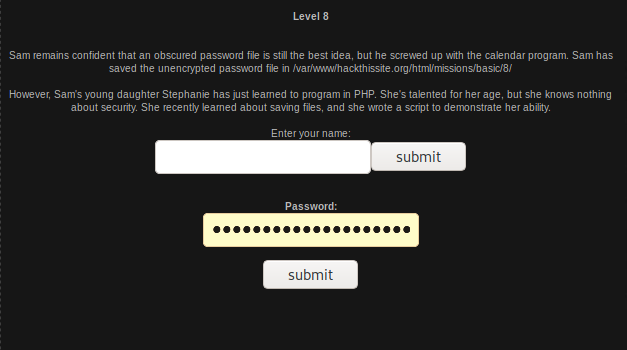 Level 8
Sam remains confident that an obscured password file is still the best idea, but he screwed up with the calendar program. Sam has
saved the unencrypted password file in /var/www/hackthissite.org/html/missions/basic/8/
However, Sam's young daughter Stephanie has just learned to program in PHP. She's talented for her age, but she knows nothing
about security. She recently learned about saving files, and she wrote a script to demonstrate her ability.
Enter your name:
submit
Password:
submit